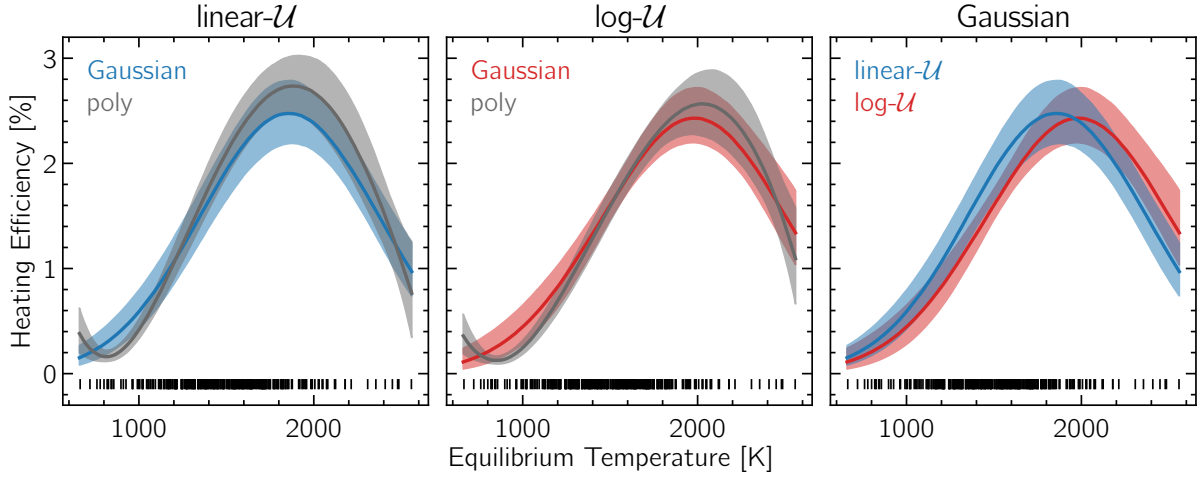 linear-𝒰
log-𝒰
Gaussian
Heating Efficiency [%]
3
2
1
0
Gaussian
poly
Gaussian
poly
linear-𝒰
log-𝒰
1000
2000
1000
2000
1000
2000
Equilibrium Temperature [K]